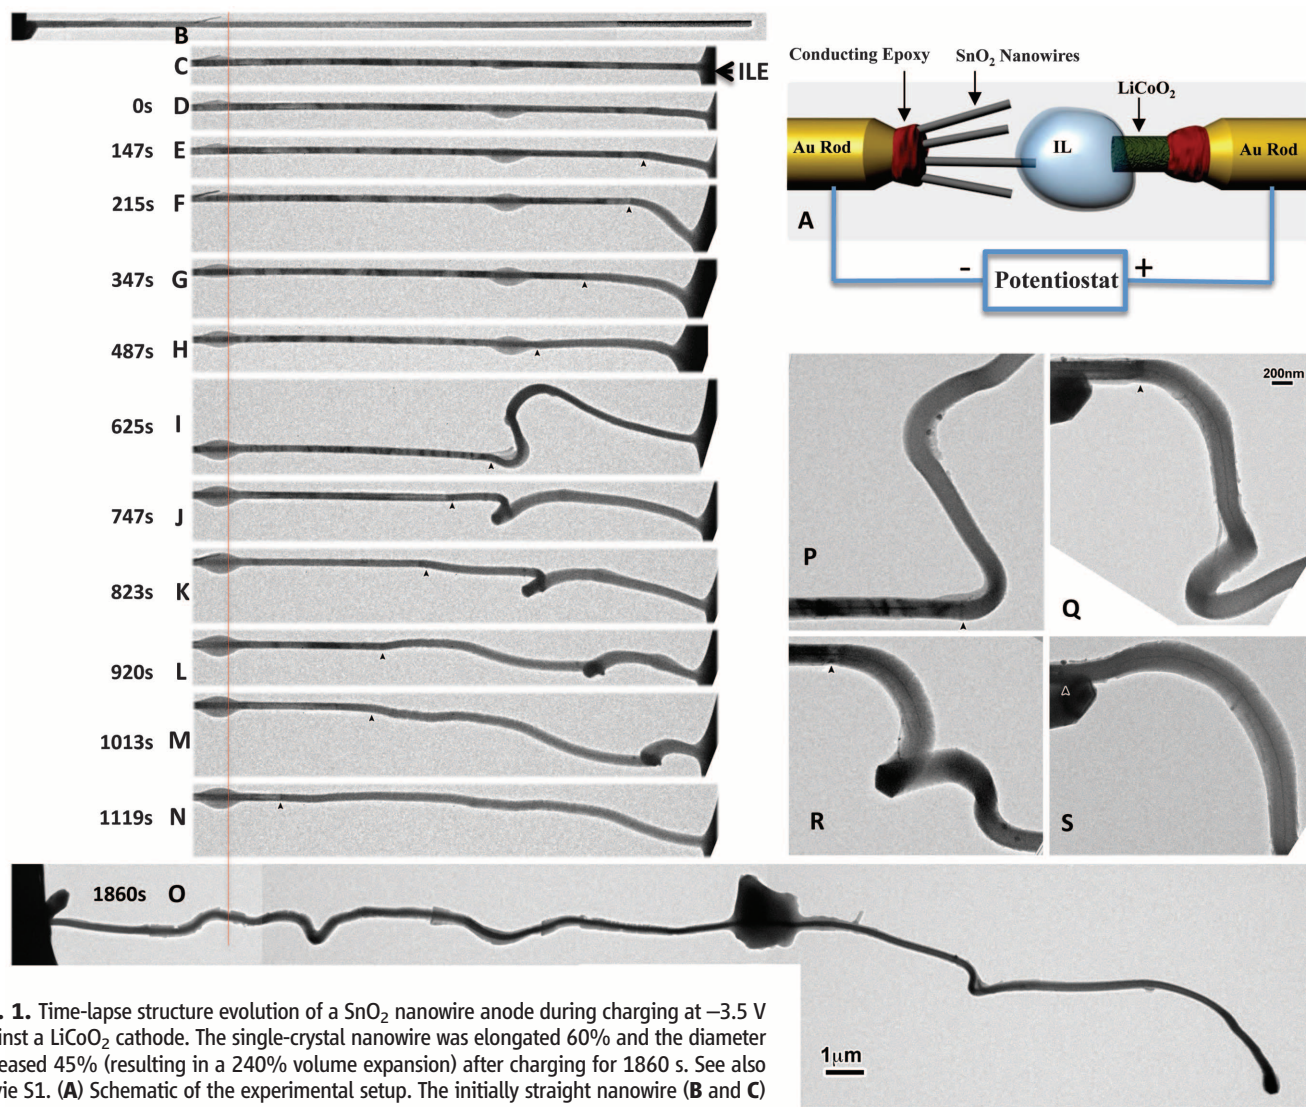 B
C
ILE
0s D
147s E
215s F
347s G
487s H
625s I
747s J
823s K
920s L
1013s M
1119s N
1860s O
1μm
Conducting Epoxy
SnO₂ Nanowires
LiCoO₂
Au Rod
IL
Au Rod
A
-
Potentiostat
+
P
Q
200nm
R
S
. 1. Time-lapse structure evolution of a SnO₂ nanowire anode during charging at –3.5 V
inst a LiCoO₂ cathode. The single-crystal nanowire was elongated 60% and the diameter
eased 45% (resulting in a 240% volume expansion) after charging for 1860 s. See also
vie S1. (A) Schematic of the experimental setup. The initially straight nanowire (B and C)